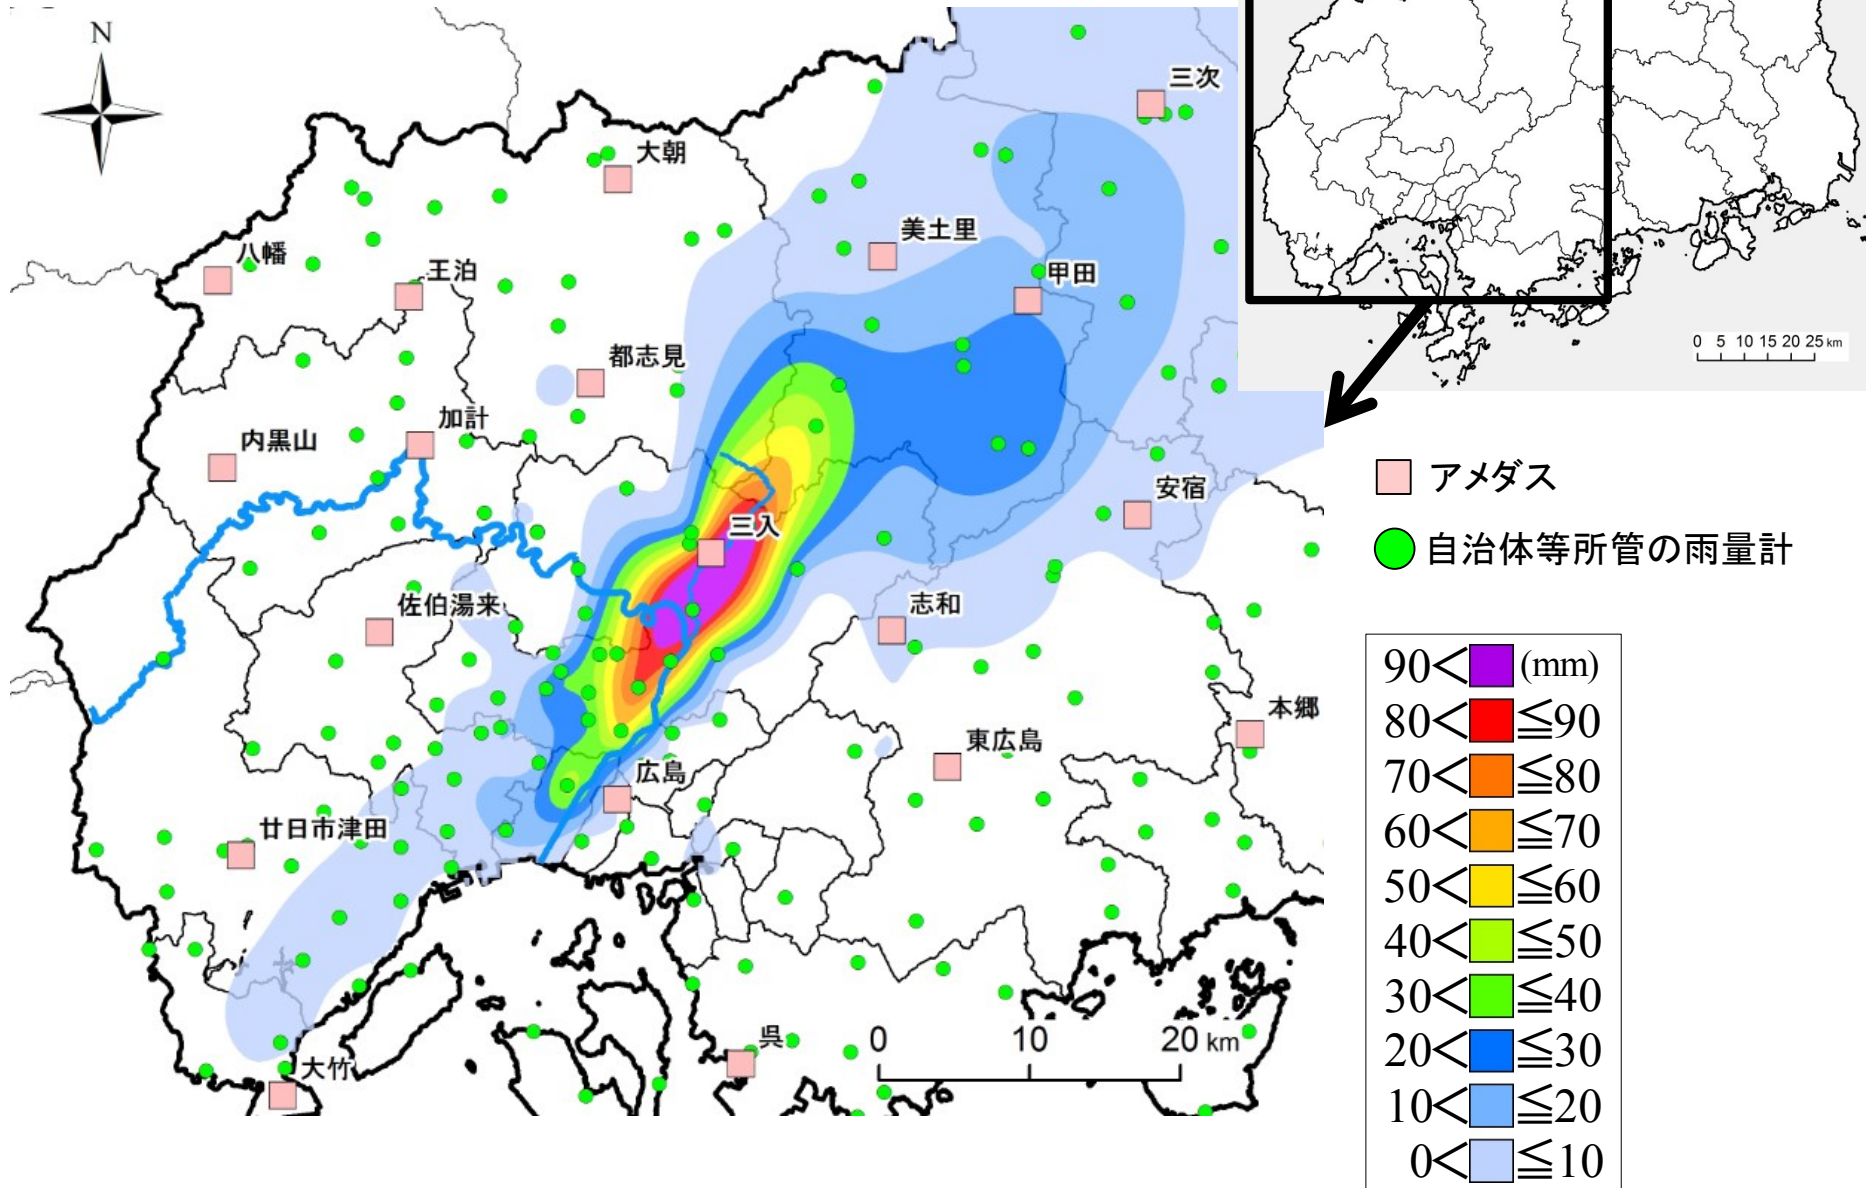 N
三次
大朝
美土里
八幡
王泊
甲田
都志見
加計
内黒山
安宿
三入
佐伯湯来
志和
本郷
東広島
広島
廿日市津田
呉
大竹
0 10 20 km
0 5 10 15 20 25 km
アメダス
自治体等所管の雨量計
90< (mm)
80< ≦90
70< ≦80
60< ≦70
50< ≦60
40< ≦50
30< ≦40
20< ≦30
10< ≦20
0< ≦10